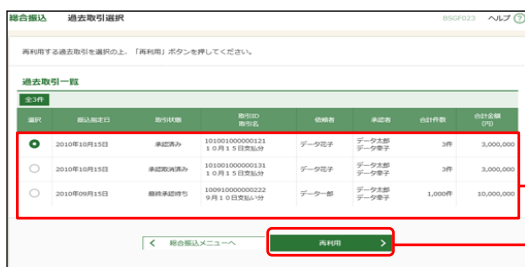 総合振込 過去取引選択 BSGF023 ヘルプ ?
再利用する過去取引を選択の上、「再利用」ボタンを押してください。
過去取引一覧
全3件
選択 振込指定日 取引状態 取引ID 取引名 依頼者 承認者 合計件数 合計金額 (円)
2010年10月15日 承認済み 101001000000121 10月15日支払分 データ花子 データ太郎 データ幸子 3件 3,000,000
2010年10月15日 承認取消済み 101001000000131 10月15日支払分 データ花子 データ太郎 データ幸子 3件 3,000,000
2010年09月15日 最終承認待ち 100910000000222 9月10日支払い分 データ一郎 データ太郎 データ幸子 1,000件 10,000,000
総合振込メニューへ 再利用